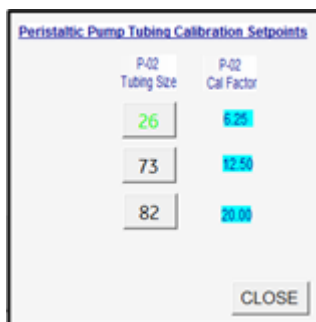 Peristaltic Pump Tubing Calibration Setpoints
P-02 P-02
Tubing Size Cal Factor
26 6.25
73 12.50
82 20.00
CLOSE